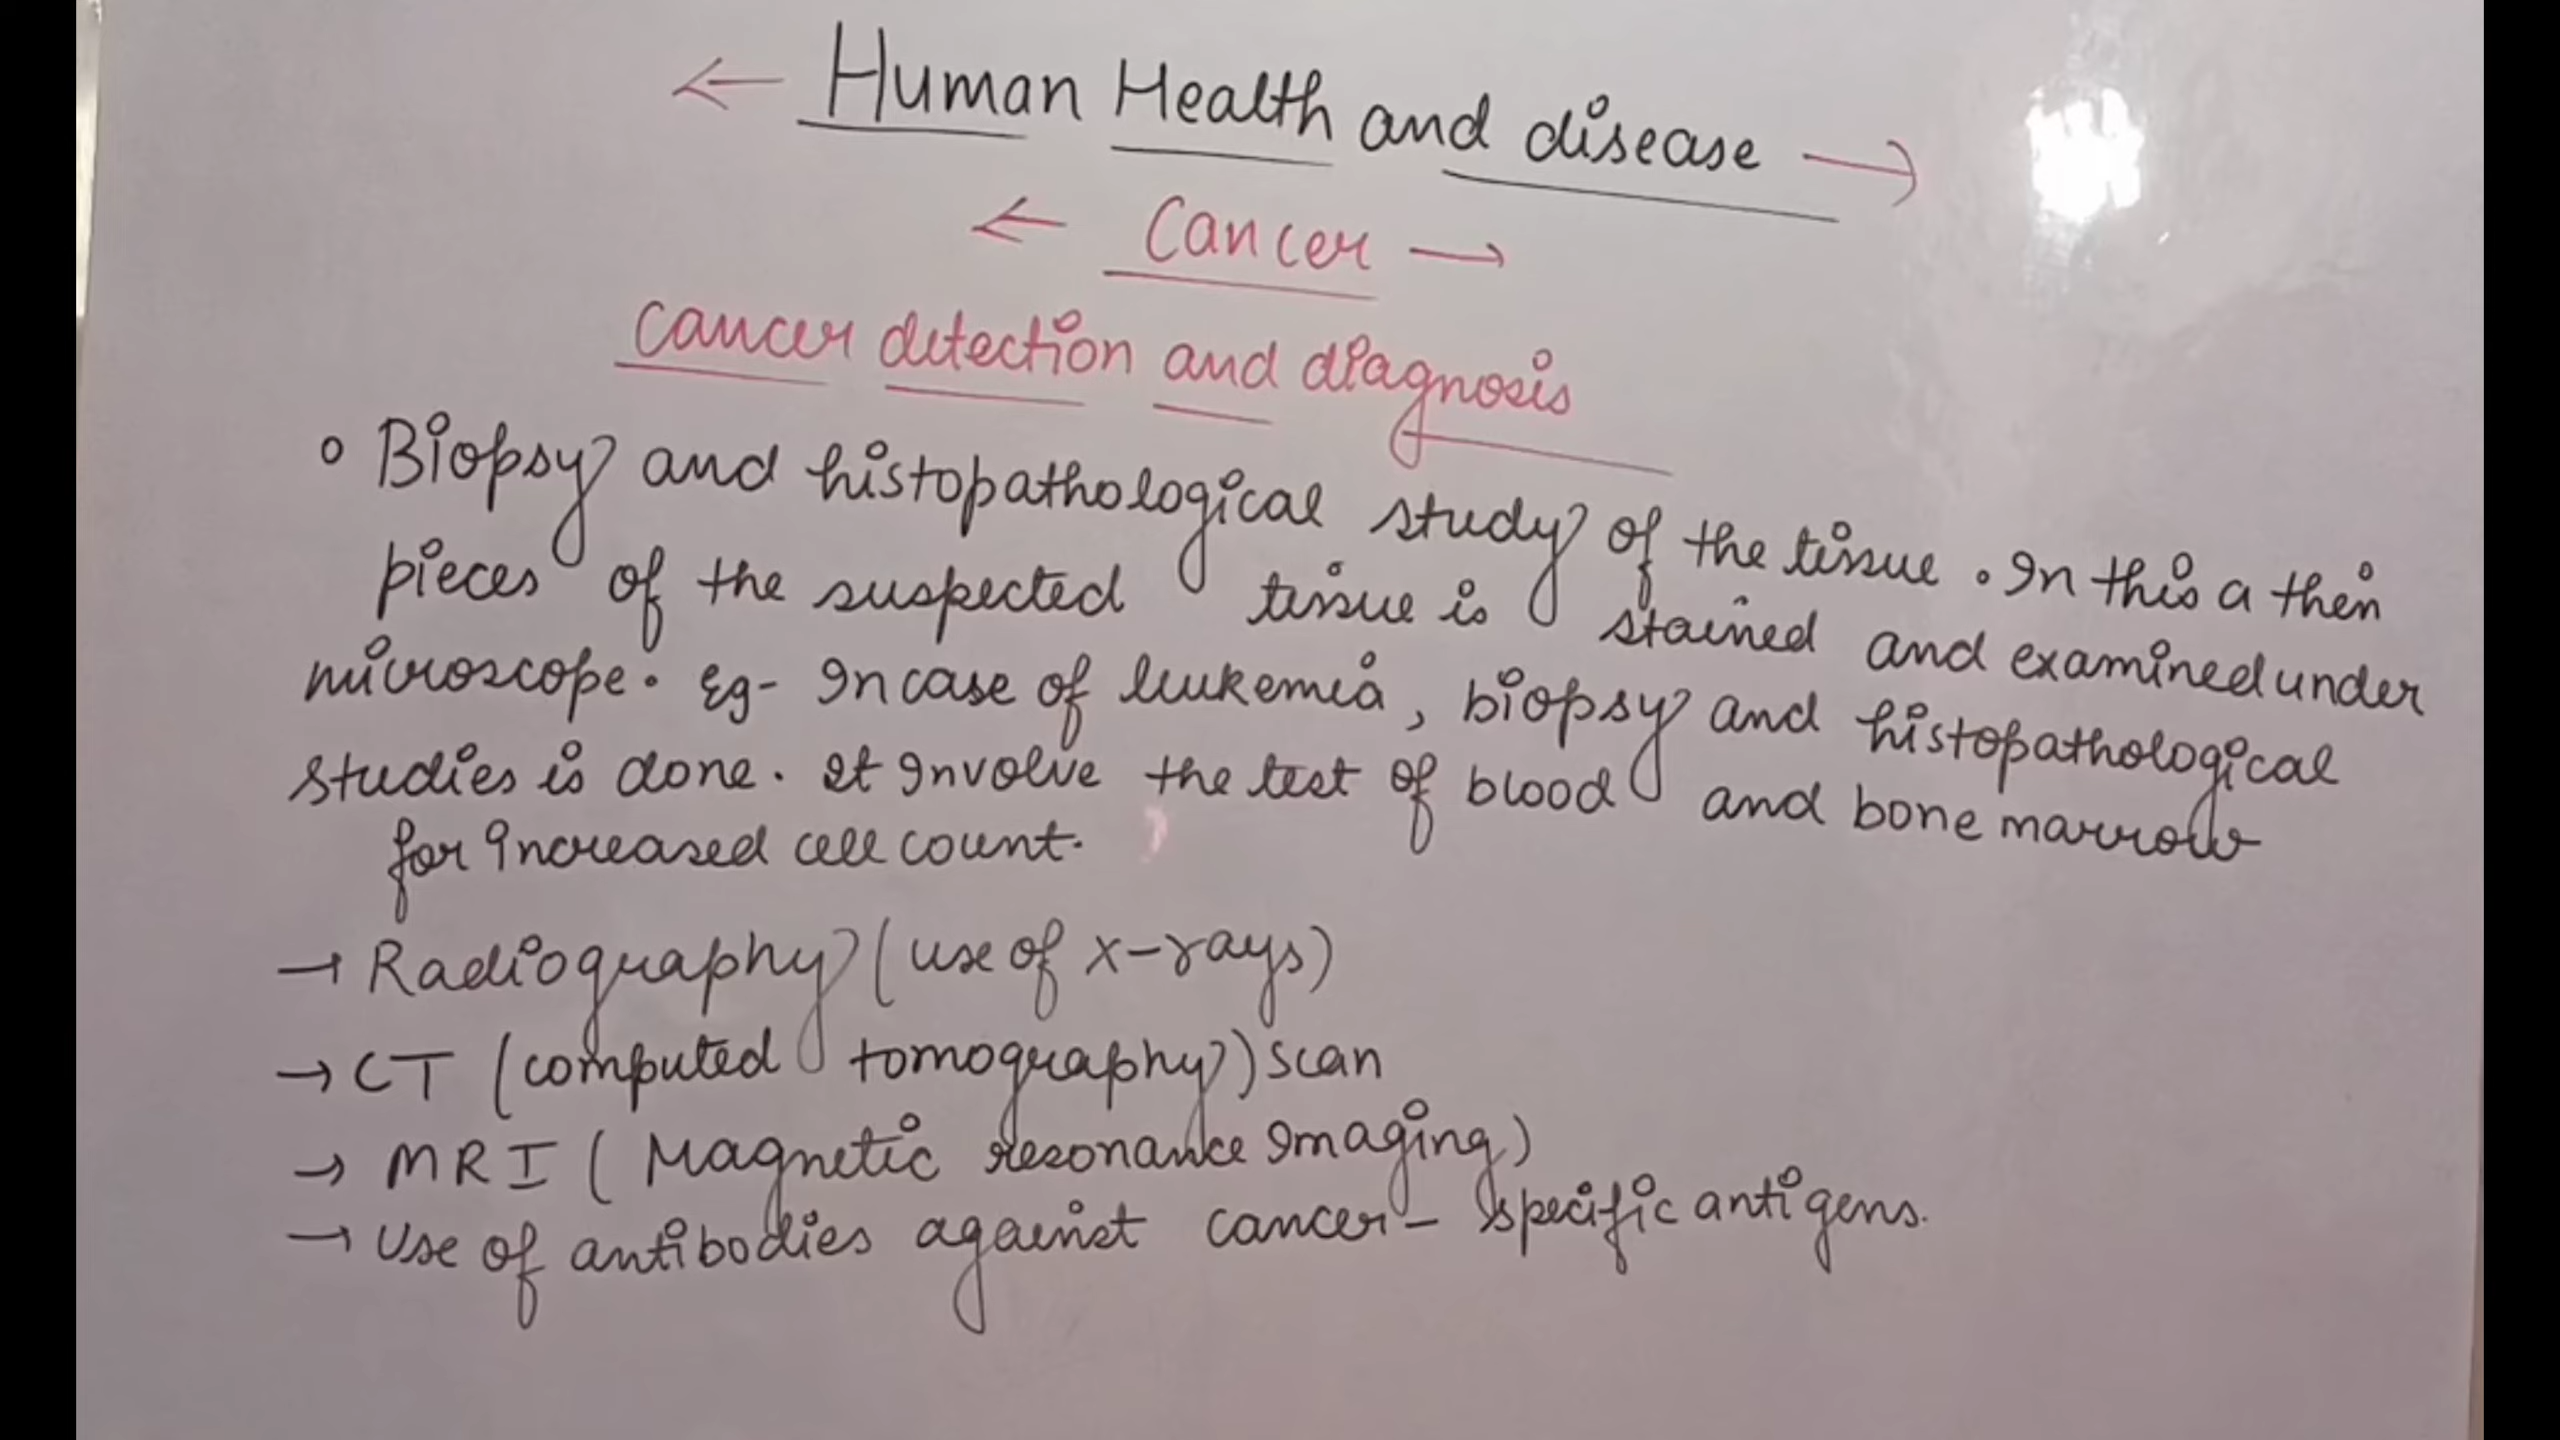 ← Human Health and disease →
← Cancer →
cancer detection and diagnosis
° Biopsy and histopathological study of the tissue. In this a thin
pieces of the suspected tissue is stained and examined under
microscope. Eg- In case of leukemia, biopsy and histopathological
studies is done. It Involve the test of blood and bone marrow
for increased cell count.
→ Radiography (use of x-rays)
→ CT (computed tomography) scan
→ MRI (Magnetic resonance Imaging)
→ Use of antibodies against cancer- specific antigens.